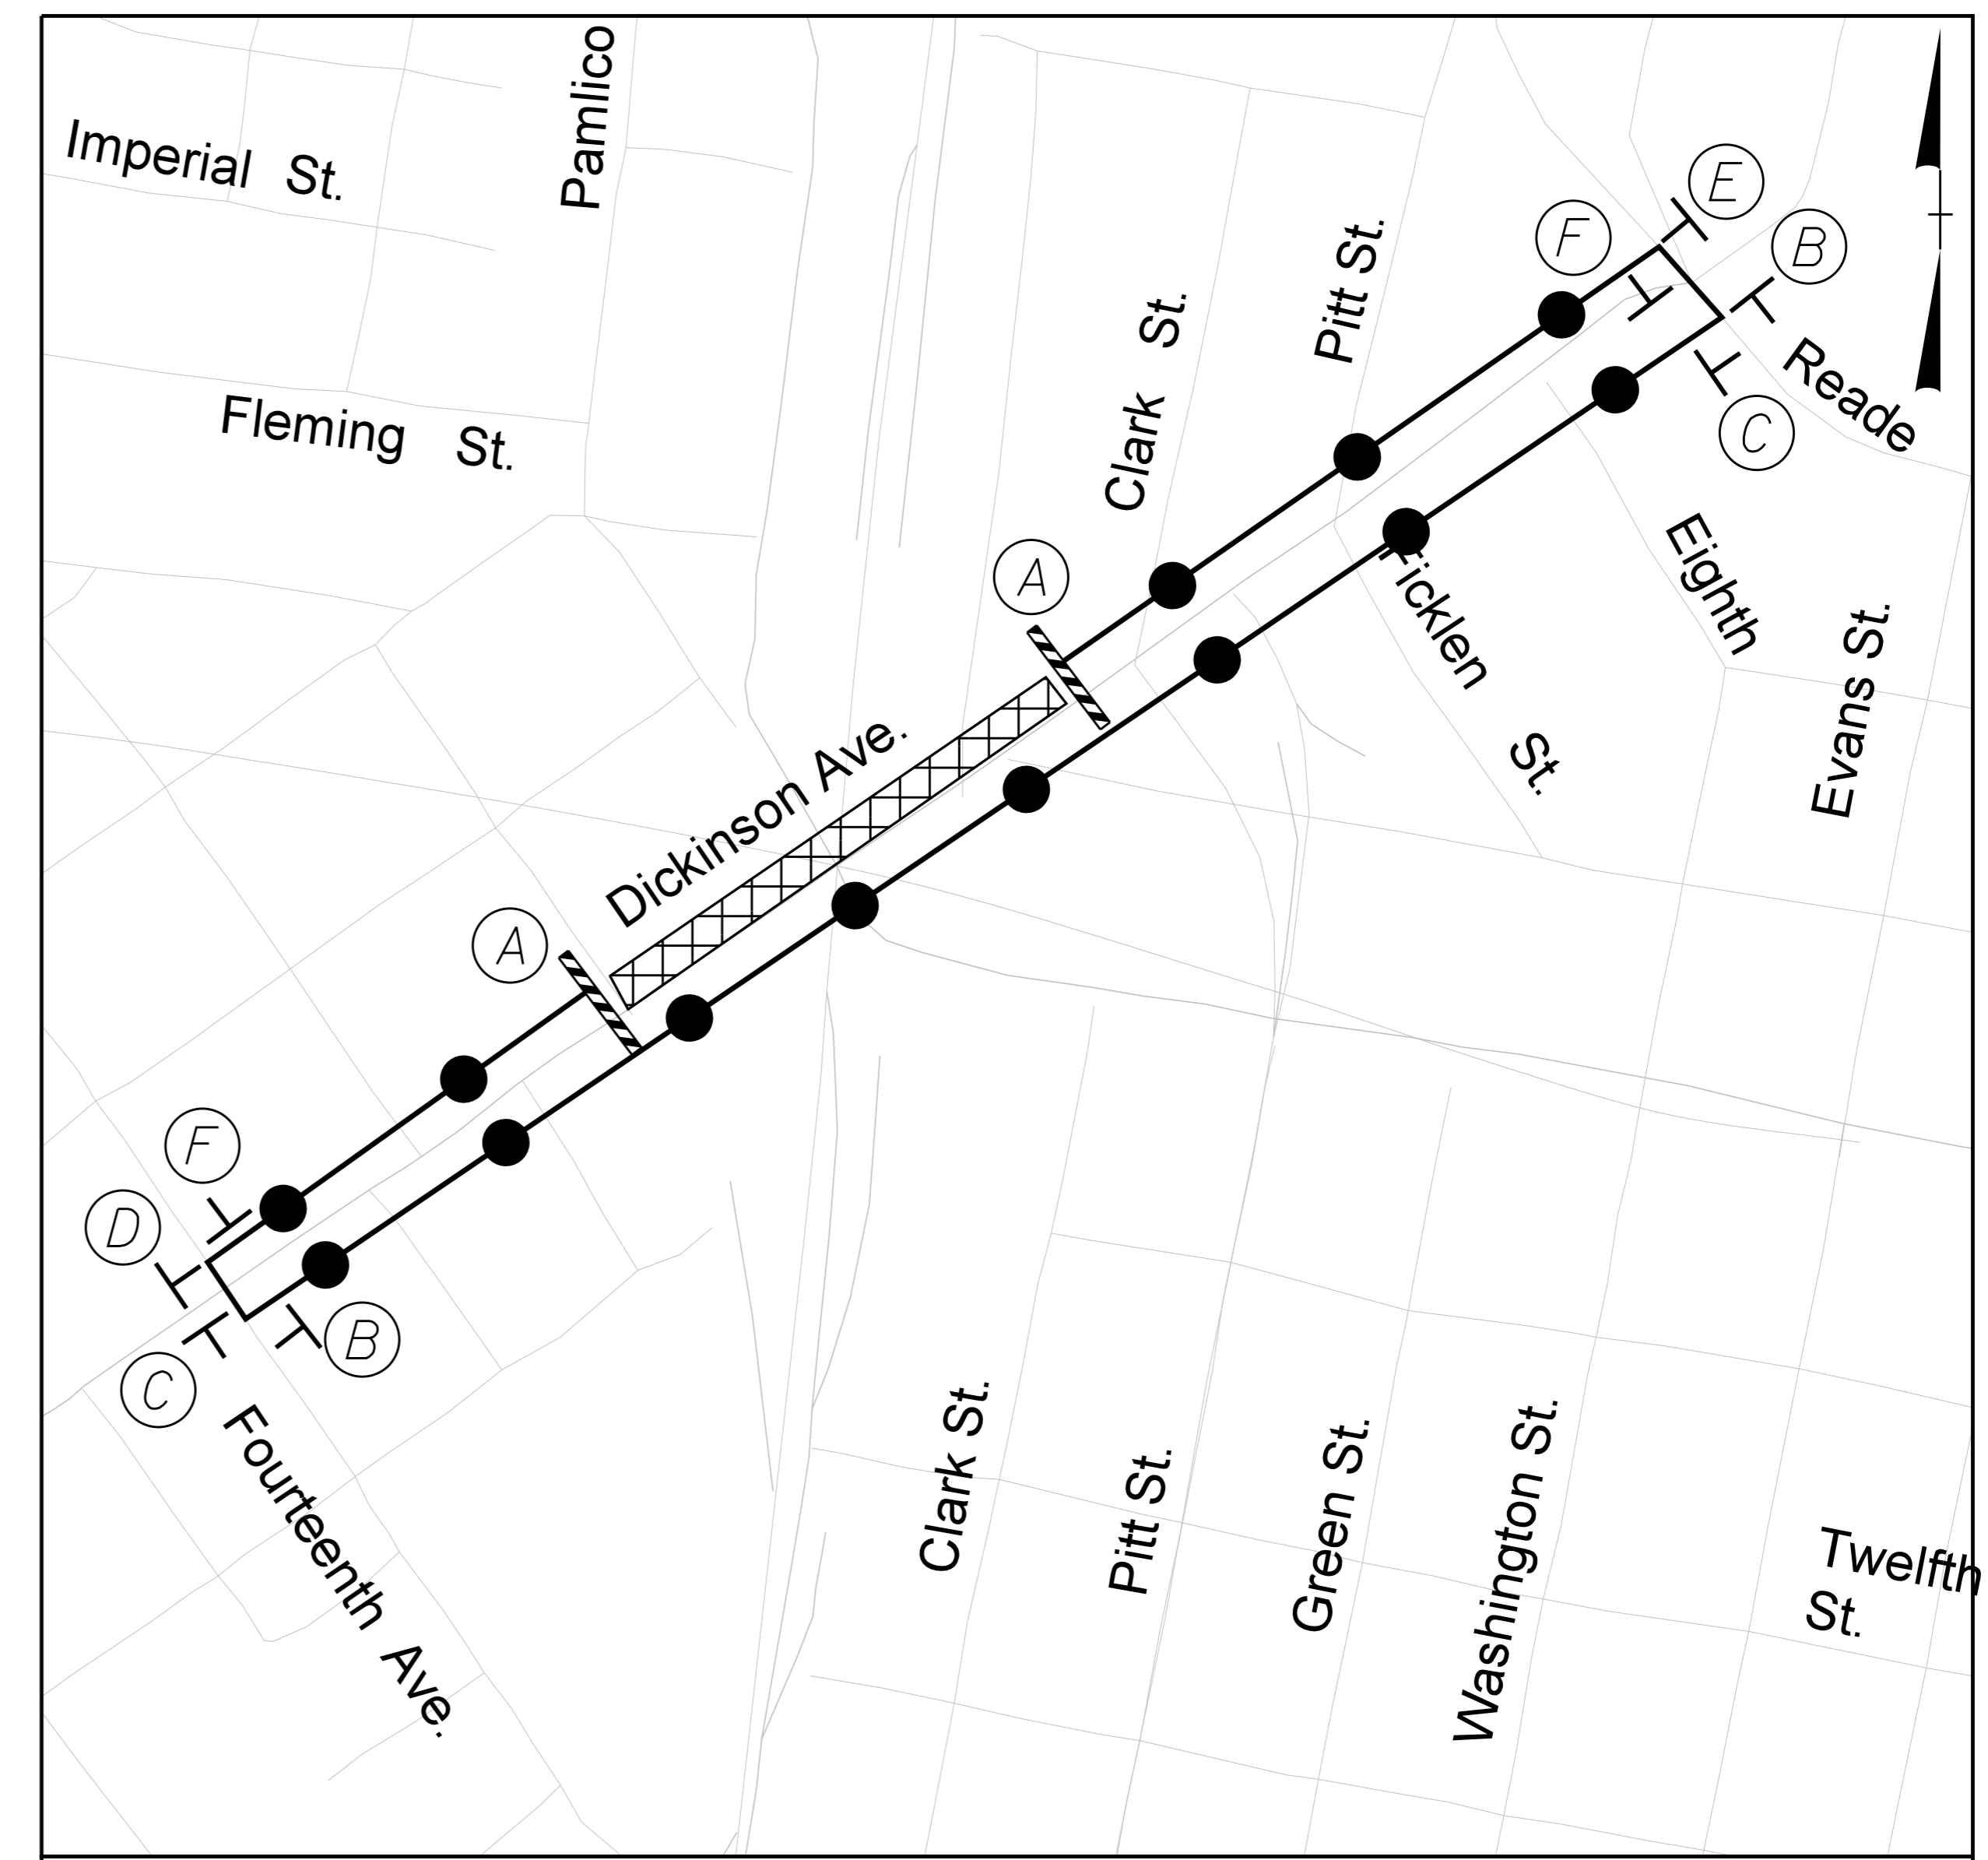 Pamlico
Imperial St.
E
F
B
Pitt St.
Clark St.
Reade
Fleming St.
C
A
Ficklen St.
Eighth
Evans St.
Dickinson Ave.
A
F
D
B
C
Fourteenth Ave.
Clark St.
Pitt St.
Green St.
Washington St.
Twelfth
St.